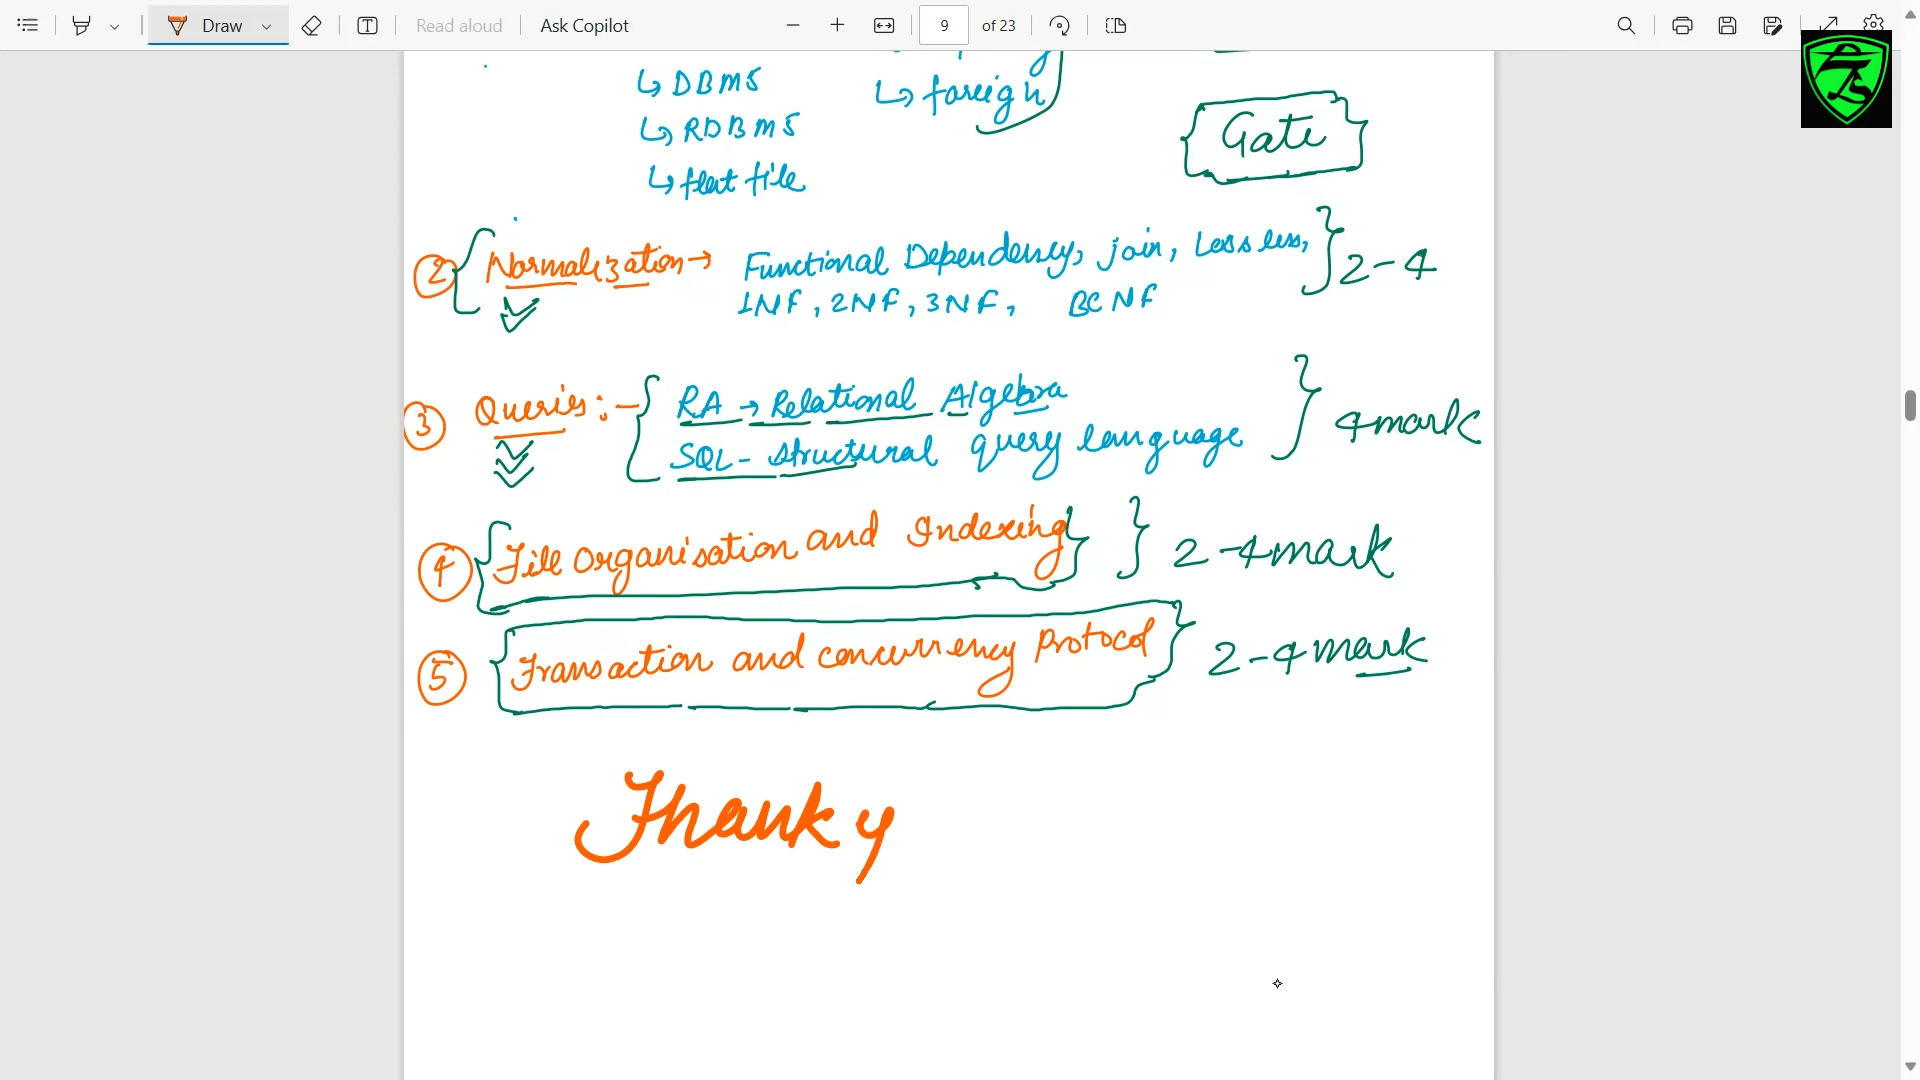 Draw
Read aloud
Ask Copilot
9 of 23
↳ DBMS
↳ foreign
↳ RDBMS
Gate
↳ flat file
② Normalization → Functional Dependency, join, Lossless, 2-4
1NF, 2NF, 3NF, BCNF
③ Queries :- RA → Relational Algebra
SQL - Structural query language
4 mark
④ File Organisation and Indexing 2-4 mark
⑤ Transaction and concurrency Protocol 2-4 mark
Thank y